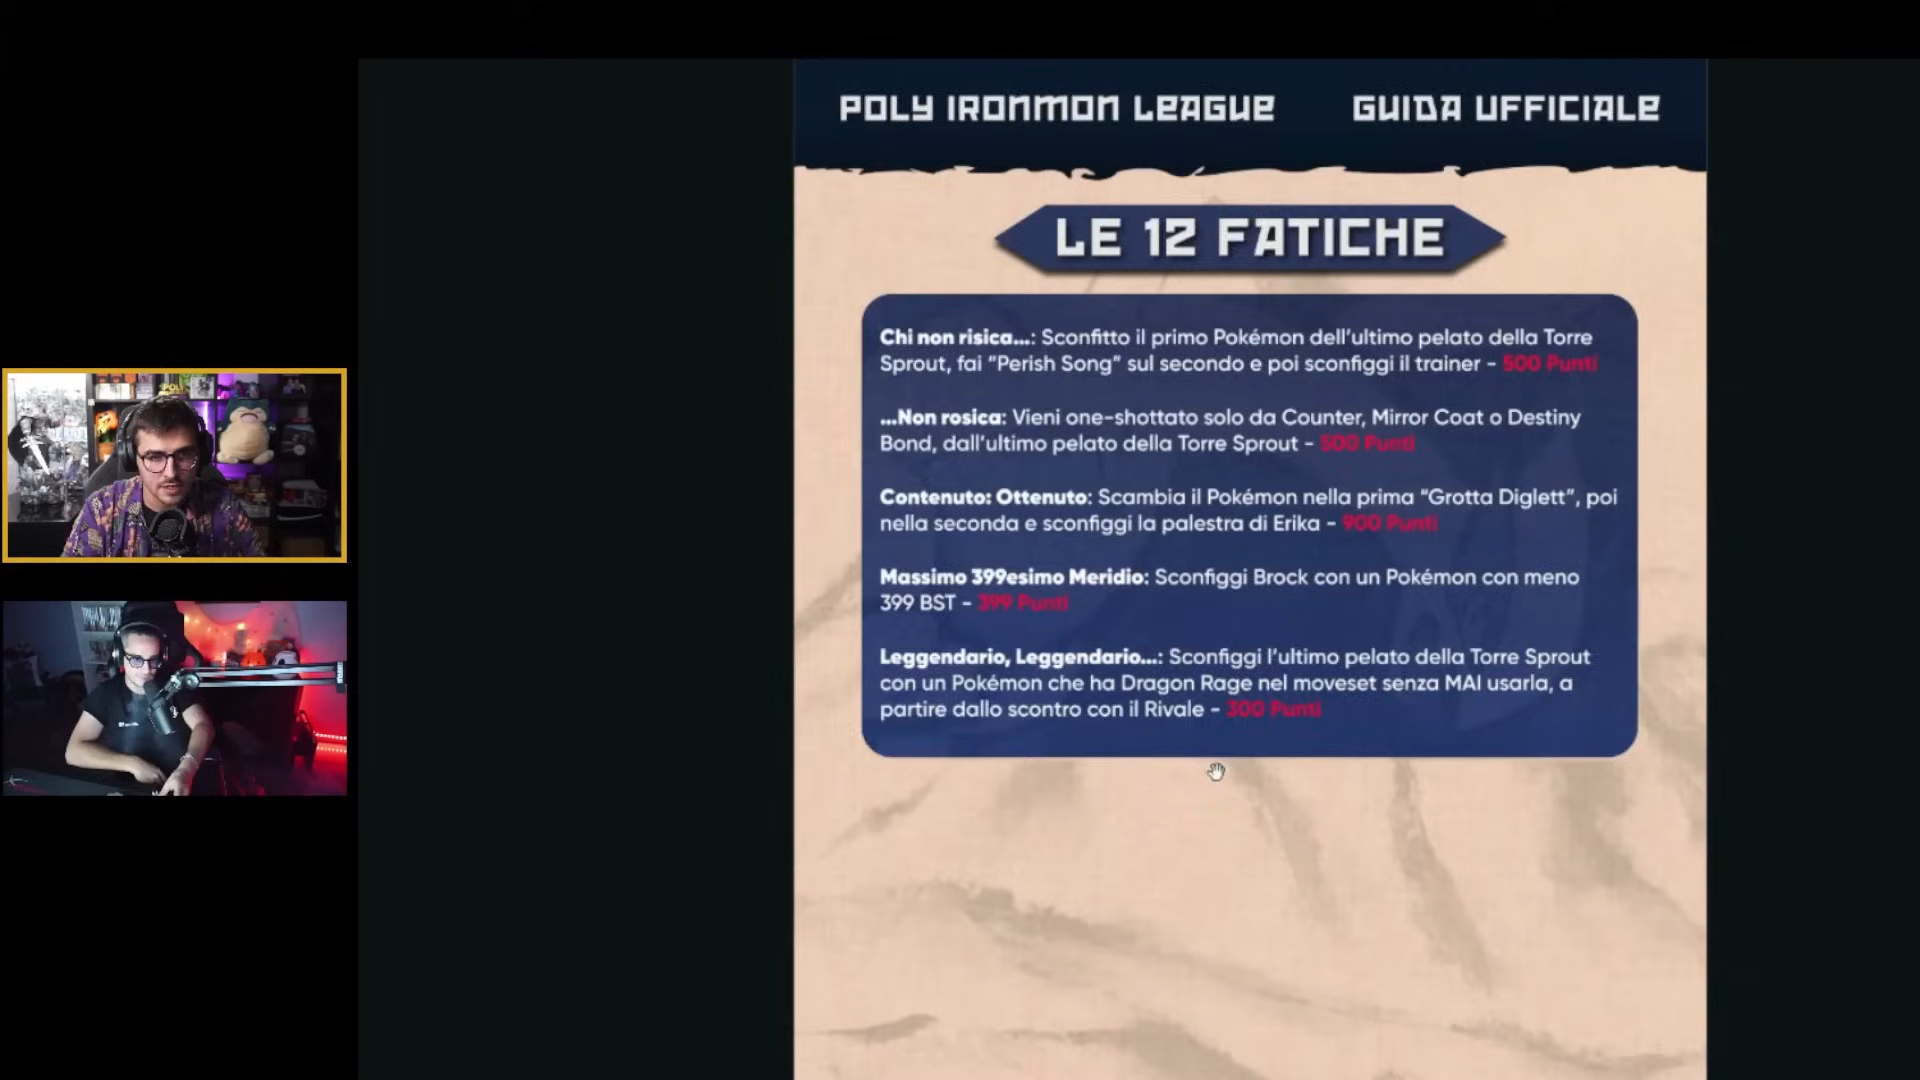 POLY IRONMON LEAGUE
GUIDA UFFICIALE
LE 12 FATICHE
Chi non risica...: Sconfitto il primo Pokémon dell'ultimo pelato della Torre
Sprout, fai "Perish Song" sul secondo e poi sconfiggi il trainer - 500 Punti
...Non rosica: Vieni one-shottato solo da Counter, Mirror Coat o Destiny
Bond, dall'ultimo pelato della Torre Sprout - 500 Punti
Contenuto: Ottenuto: Scambia il Pokémon nella prima "Grotta Diglett", poi
nella seconda e sconfiggi la palestra di Erika - 900 Punti
Massimo 399esimo Meridio: Sconfiggi Brock con un Pokémon con meno
399 BST - 399 Punti
Leggendario, Leggendario...: Sconfiggi l'ultimo pelato della Torre Sprout
con un Pokémon che ha Dragon Rage nel moveset senza MAI usarla, a
partire dallo scontro con il Rivale - 300 Punti